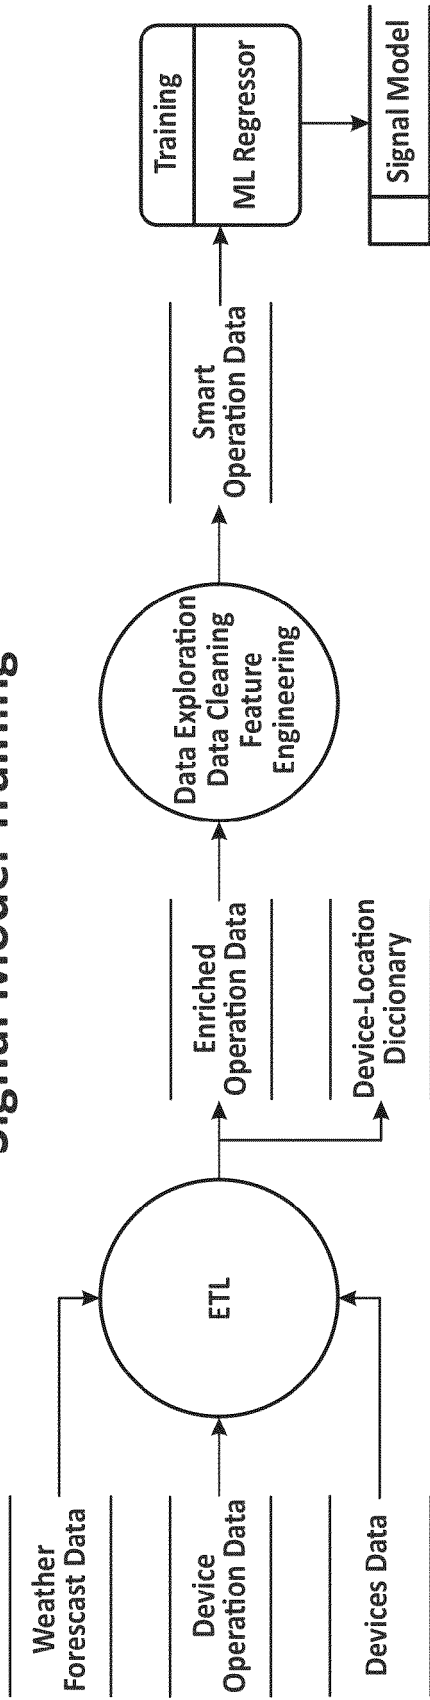 Signal Model Training
Weather
Forescast Data
Device
Operation Data
Devices Data
ETL
Enriched
Operation Data
Device-Location
Diccionary
Data Exploration
Data Cleaning
Feature
Engineering
Smart
Operation Data
Training
ML Regressor
Signal Model